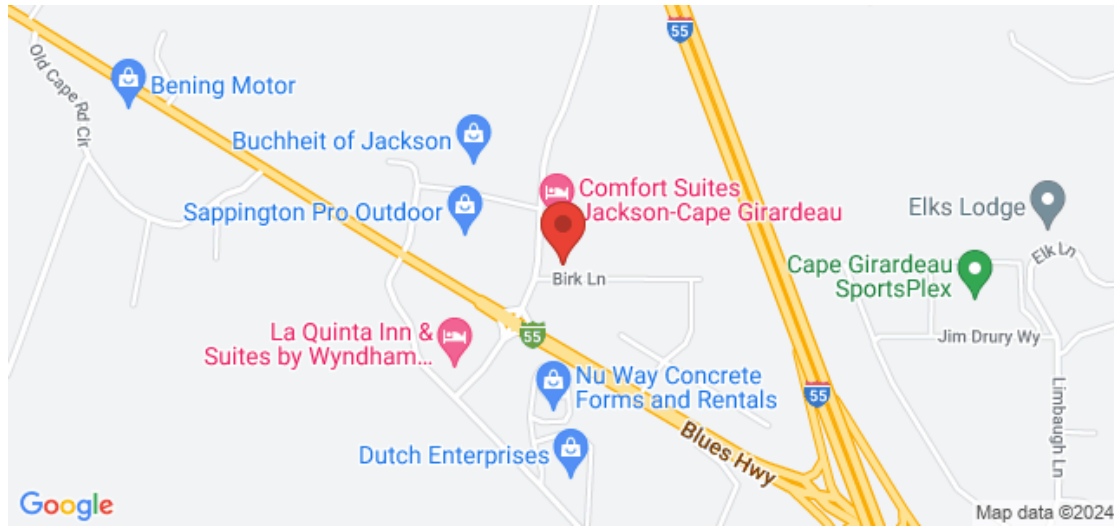 55
Old Cape Rd Cir
Bening Motor
Buchheit of Jackson
Comfort Suites
Jackson-Cape Girardeau
Sappington Pro Outdoor
Elks Lodge
Elk Ln
Cape Girardeau
SportsPlex
Birk Ln
La Quinta Inn &
Suites by Wyndham...
55
Jim Drury Wy
Nu Way Concrete
Forms and Rentals
55
Limbaugh Ln
Blues Hwy
Dutch Enterprises
Google
Map data ©2024